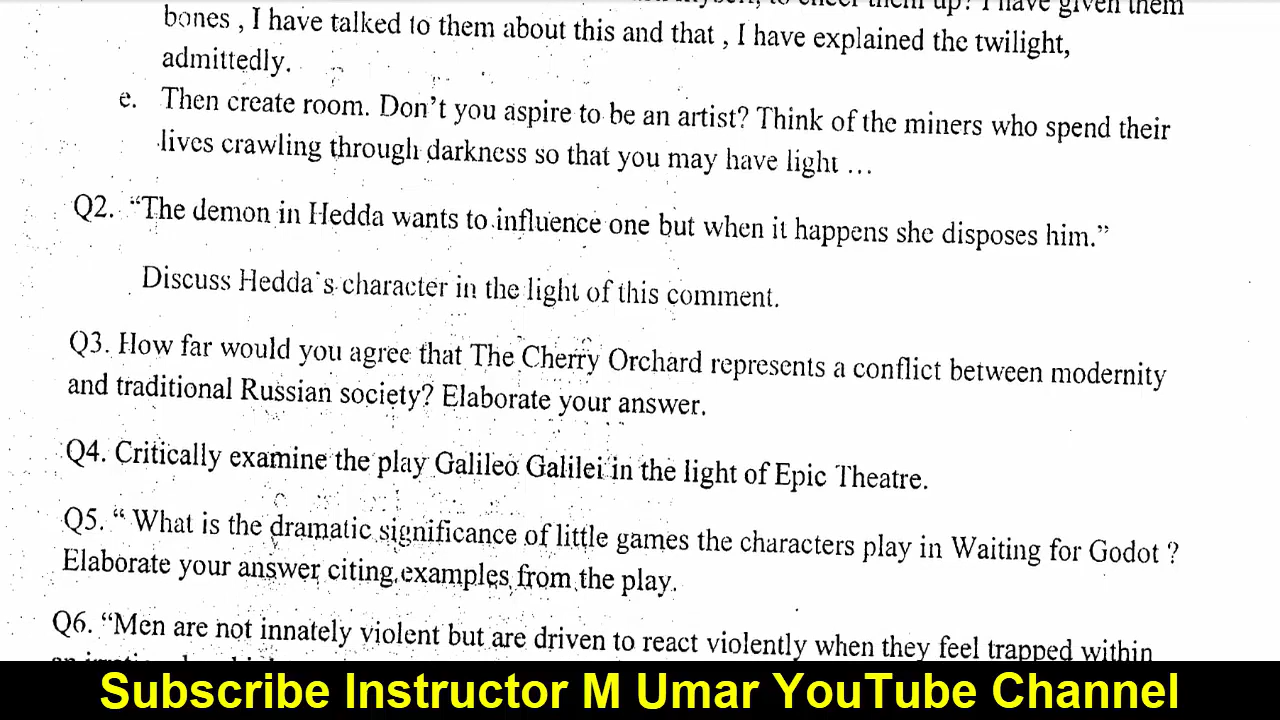 to cheer them up? I have given them
bones , I have talked to them about this and that , I have explained the twilight,
admittedly.
e. Then create room. Don't you aspire to be an artist? Think of the miners who spend their
lives crawling through darkness so that you may have light ...
Q2. “The demon in Hedda wants to influence one but when it happens she disposes him.”
Discuss Hedda's character in the light of this comment.
Q3. How far would you agree that The Cherry Orchard represents a conflict between modernity
and traditional Russian society? Elaborate your answer.
Q4. Critically examine the play Galileo Galilei in the light of Epic Theatre.
Q5. “ What is the dramatic significance of little games the characters play in Waiting for Godot ?
Elaborate your answer citing examples from the play.
Q6. “Men are not innately violent but are driven to react violently when they feel trapped within
Subscribe Instructor M Umar YouTube Channel